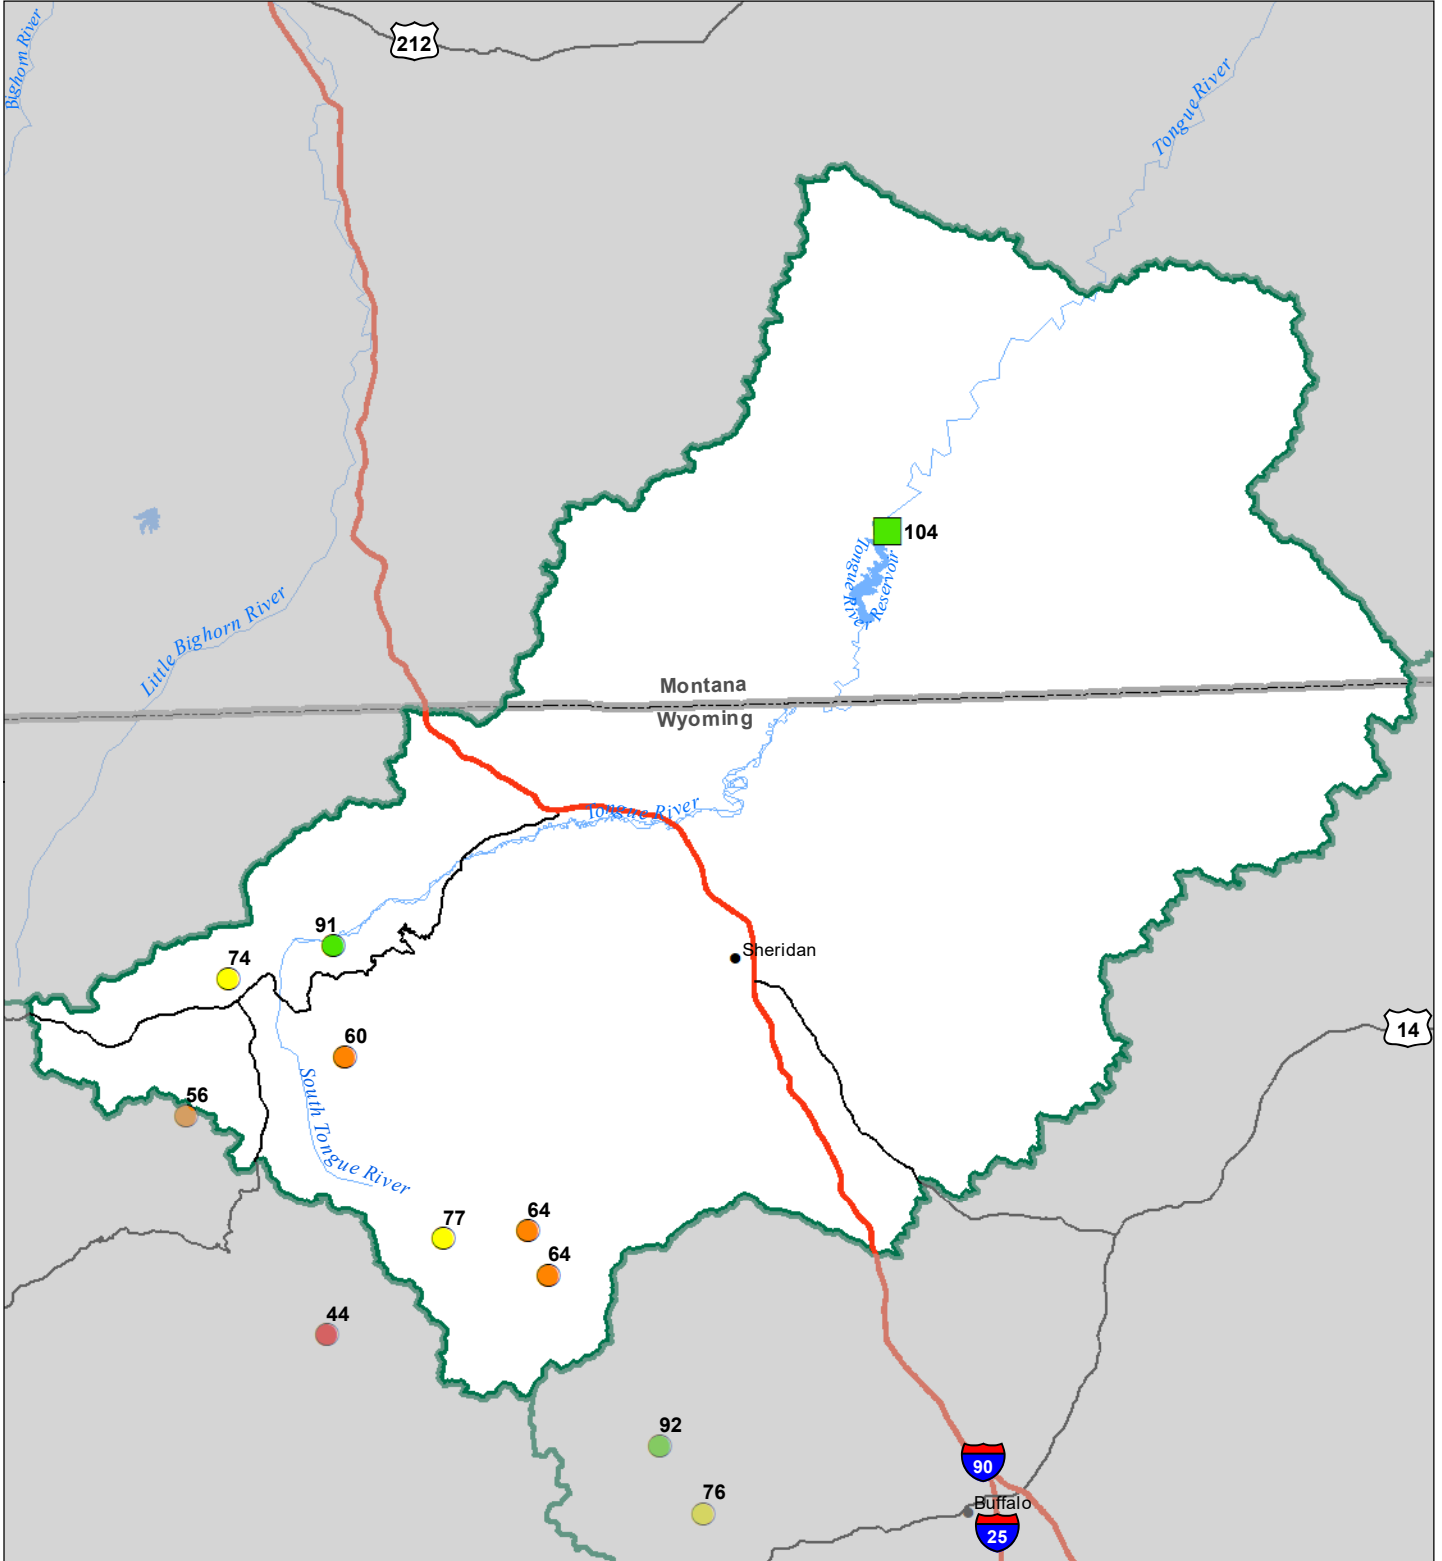 Bighorn River
212
Tongue River
104
Tongue River
Reservoir
Little Bighorn River
Montana
Wyoming
Tongue River
91
Sheridan
74
14
60
56
South Tongue River
77
64
64
44
92
90
76
Buffalo
25